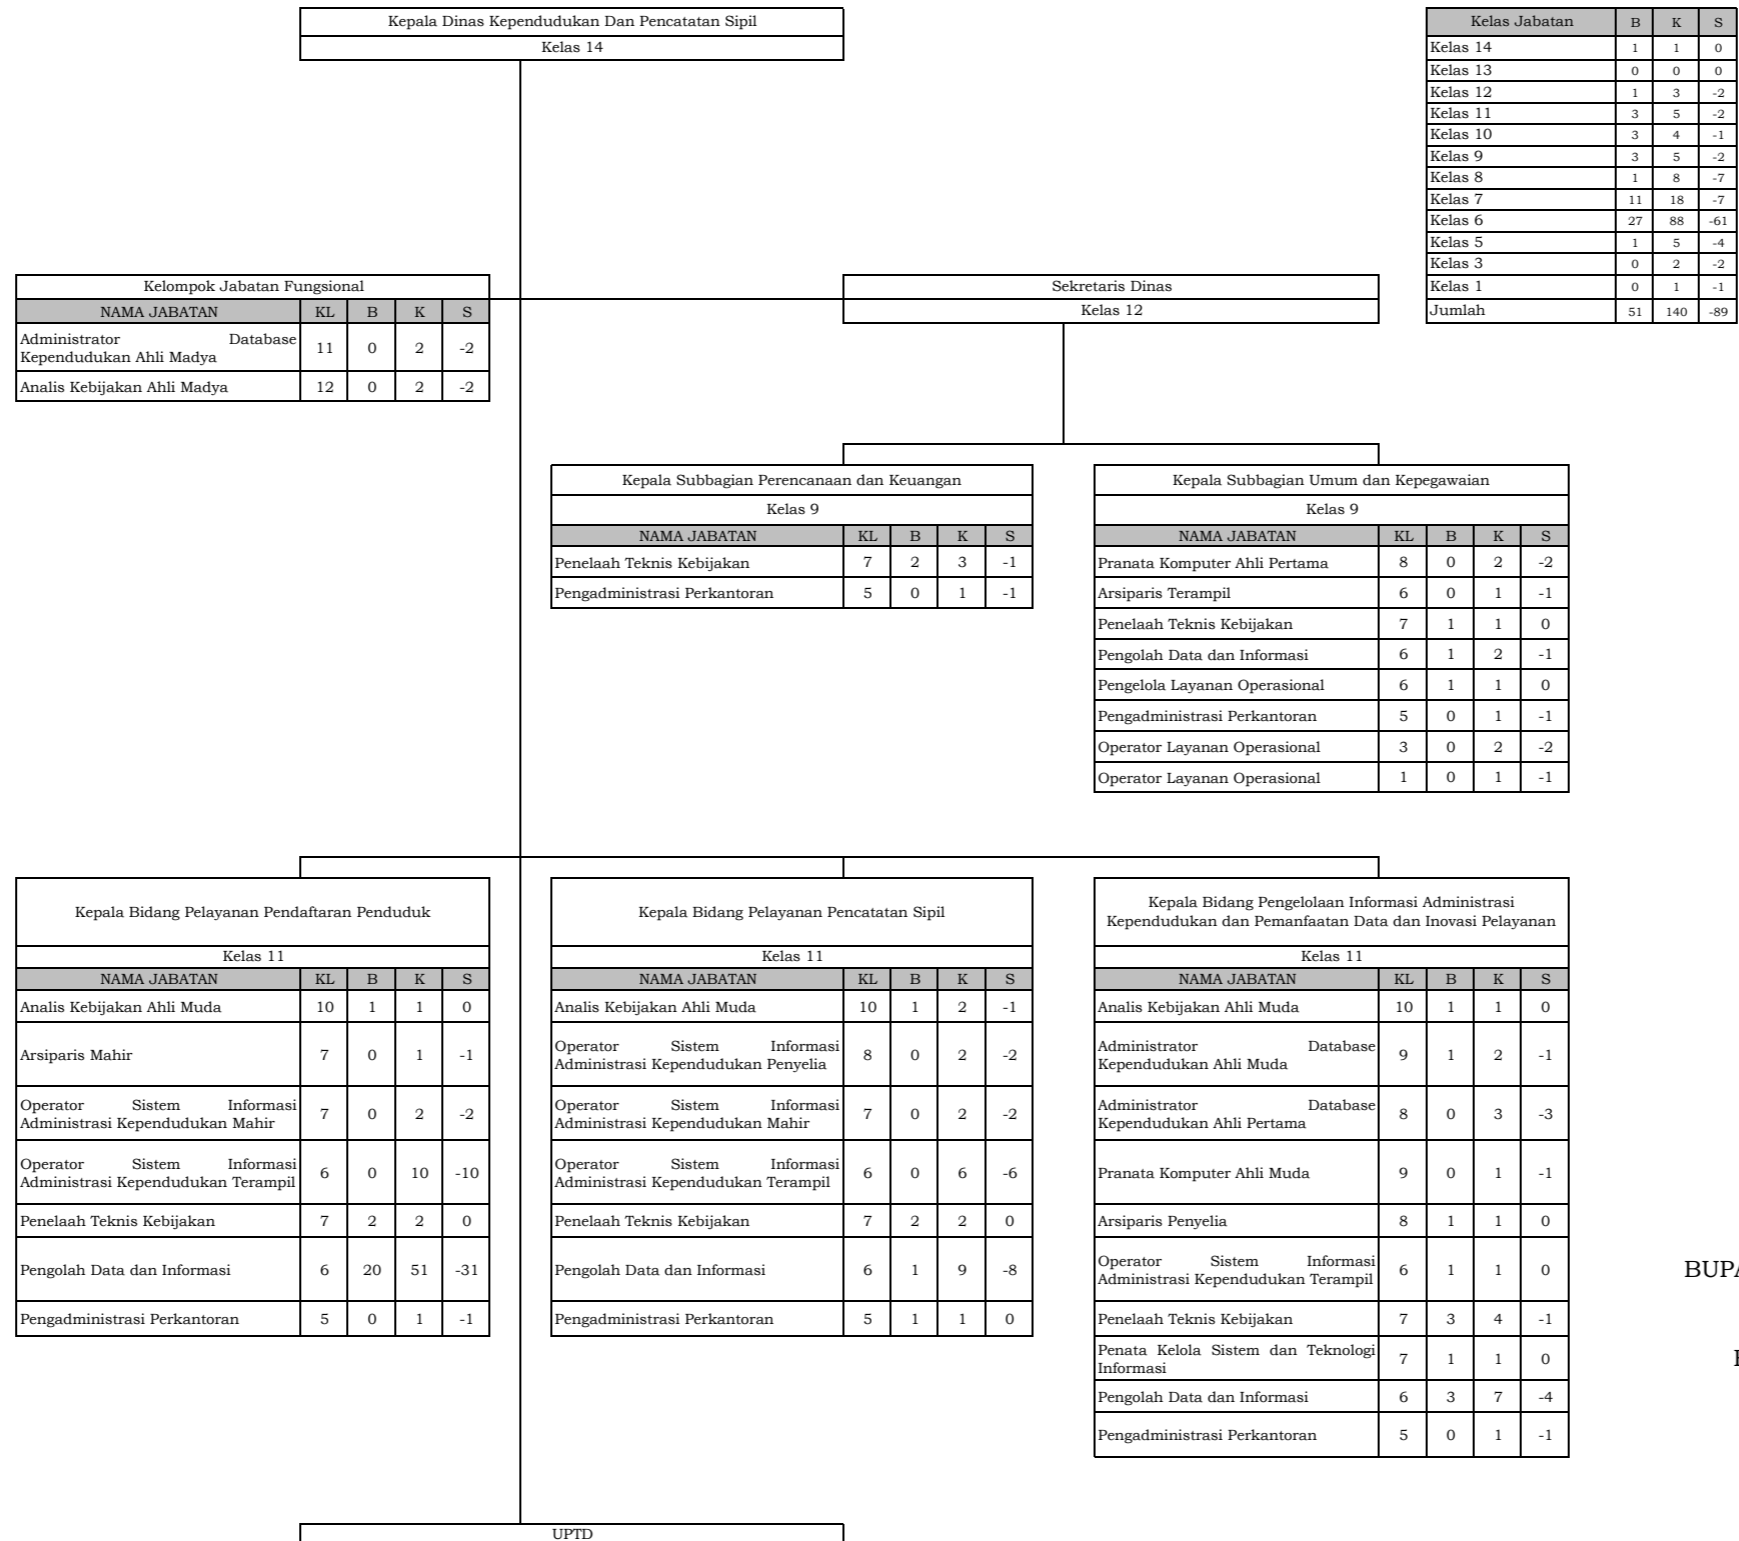 Kepala Dinas Kependudukan Dan Pencatatan Sipil
Kelas 14
Kelas Jabatan B K S
Kelas 14 1 1 0
Kelas 13 0 0 0
Kelas 12 1 3 -2
Kelas 11 3 5 -2
Kelas 10 3 4 -1
Kelas 9 3 5 -2
Kelas 8 1 8 -7
Kelas 7 11 18 -7
Kelas 6 27 88 -61
Kelas 5 1 5 -4
Kelas 3 0 2 -2
Kelas 1 0 1 -1
Jumlah 51 140 -89
Kelompok Jabatan Fungsional
NAMA JABATAN KL B K S
Administrator Database
Kependudukan Ahli Madya 11 0 2 -2
Analis Kebijakan Ahli Madya 12 0 2 -2
Sekretaris Dinas
Kelas 12
Kepala Subbagian Perencanaan dan Keuangan
Kelas 9
NAMA JABATAN KL B K S
Penelaah Teknis Kebijakan 7 2 3 -1
Pengadministrasi Perkantoran 5 0 1 -1
Kepala Subbagian Umum dan Kepegawaian
Kelas 9
NAMA JABATAN KL B K S
Pranata Komputer Ahli Pertama 8 0 2 -2
Arsiparis Terampil 6 0 1 -1
Penelaah Teknis Kebijakan 7 1 1 0
Pengolah Data dan Informasi 6 1 2 -1
Pengelola Layanan Operasional 6 1 1 0
Pengadministrasi Perkantoran 5 0 1 -1
Operator Layanan Operasional 3 0 2 -2
Operator Layanan Operasional 1 0 1 -1
Kepala Bidang Pelayanan Pendaftaran Penduduk
Kelas 11
NAMA JABATAN KL B K S
Analis Kebijakan Ahli Muda 10 1 1 0
Arsiparis Mahir 7 0 1 -1
Operator Sistem Informasi
Administrasi Kependudukan Mahir 7 0 2 -2
Operator Sistem Informasi
Administrasi Kependudukan Terampil 6 0 10 -10
Penelaah Teknis Kebijakan 7 2 2 0
Pengolah Data dan Informasi 6 20 51 -31
Pengadministrasi Perkantoran 5 0 1 -1
Kepala Bidang Pelayanan Pencatatan Sipil
Kelas 11
NAMA JABATAN KL B K S
Analis Kebijakan Ahli Muda 10 1 2 -1
Operator Sistem Informasi
Administrasi Kependudukan Penyelia 8 0 2 -2
Operator Sistem Informasi
Administrasi Kependudukan Mahir 7 0 2 -2
Operator Sistem Informasi
Administrasi Kependudukan Terampil 6 0 6 -6
Penelaah Teknis Kebijakan 7 2 2 0
Pengolah Data dan Informasi 6 1 9 -8
Pengadministrasi Perkantoran 5 1 1 0
Kepala Bidang Pengelolaan Informasi Administrasi
Kependudukan dan Pemanfaatan Data dan Inovasi Pelayanan
Kelas 11
NAMA JABATAN KL B K S
Analis Kebijakan Ahli Muda 10 1 1 0
Administrator Database
Kependudukan Ahli Muda 9 1 2 -1
Administrator Database
Kependudukan Ahli Pertama 8 0 3 -3
Pranata Komputer Ahli Muda 9 0 1 -1
Arsiparis Penyelia 8 1 1 0
Operator Sistem Informasi
Administrasi Kependudukan Terampil 6 1 1 0
Penelaah Teknis Kebijakan 7 3 4 -1
Penata Kelola Sistem dan Teknologi
Informasi 7 1 1 0
Pengolah Data dan Informasi 6 3 7 -4
Pengadministrasi Perkantoran 5 0 1 -1
UPTD